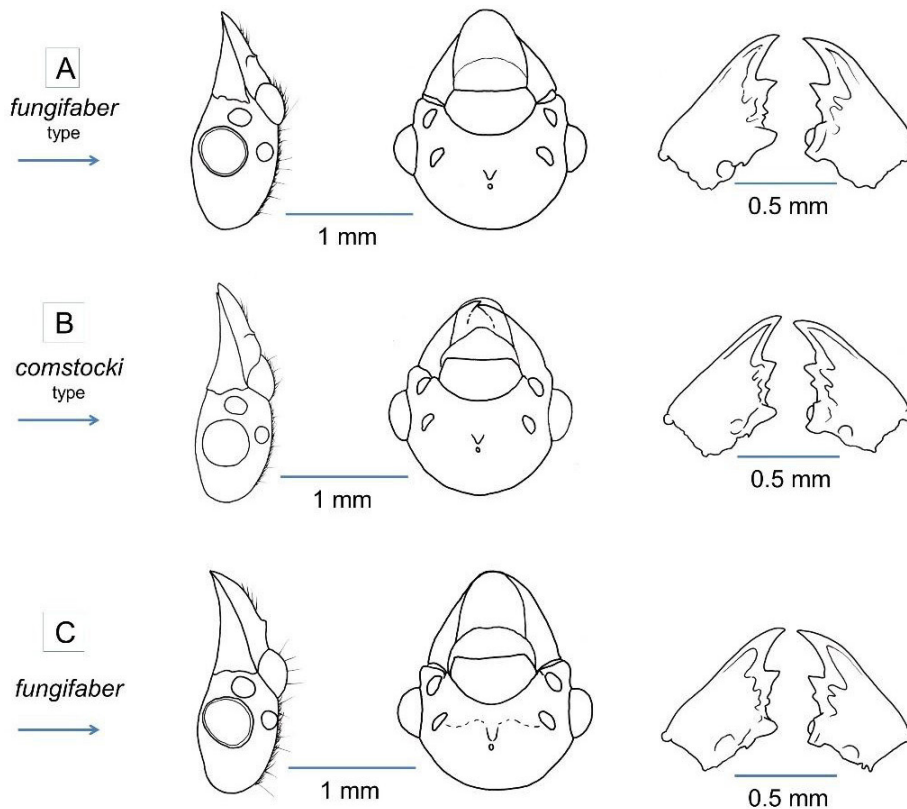 A
fungifaber
type
1 mm
0.5 mm
B
comstocki
type
1 mm
0.5 mm
C
fungifaber
1 mm
0.5 mm